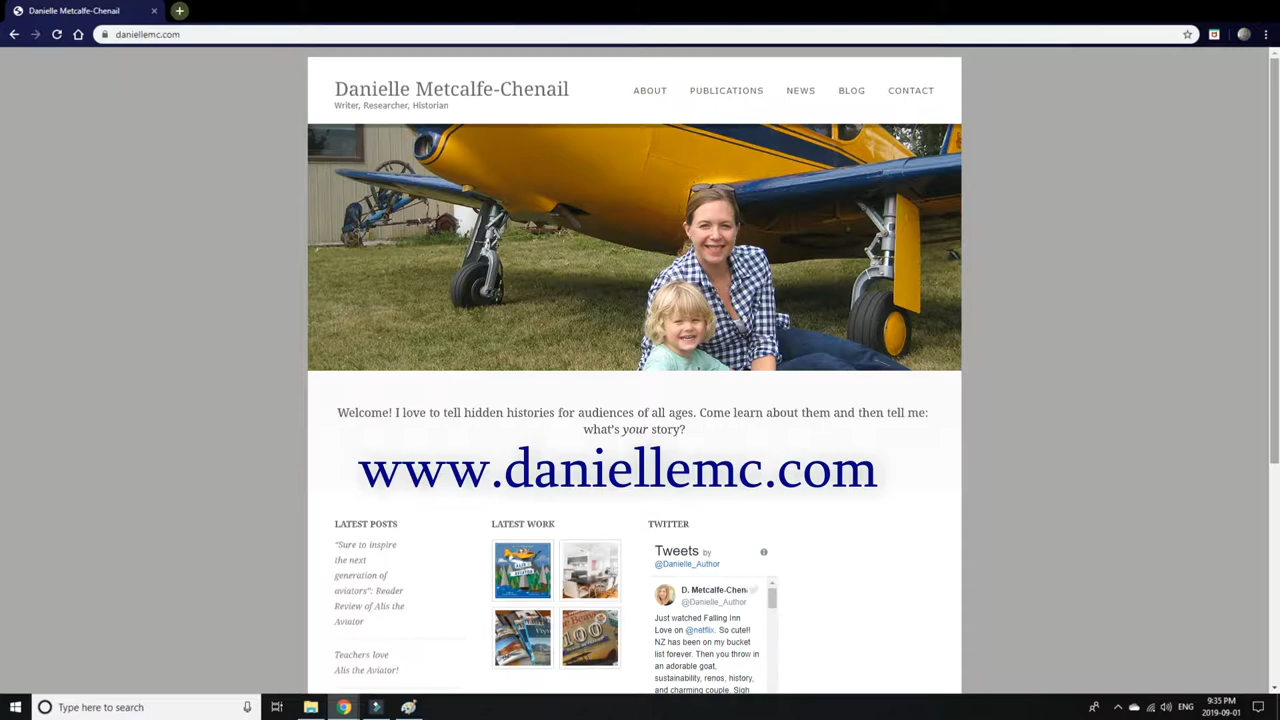 Danielle Metcalfe-Chenail
daniellemc.com
Danielle Metcalfe-Chenail
Writer, Researcher, Historian
ABOUT PUBLICATIONS NEWS BLOG CONTACT
Welcome! I love to tell hidden histories for audiences of all ages. Come learn about them and then tell me:
what's your story?
www.daniellemc.com
LATEST POSTS
"Sure to inspire
the next
generation of
aviators": Reader
Review of Alis the
Aviator
Teachers love
Alis the Aviator!
LATEST WORK
ALIS
AVIATOR
100
TWITTER
Tweets by
@Danielle_Author
D. Metcalfe-Chen
@Danielle_Author
Just watched Falling Inn
Love on @netflix. So cute!!
NZ has been on my bucket
list forever. Then you throw in
an adorable goat,
sustainability, renos, history,
and charming couple. Sigh
Type here to search
ENG
9:35 PM
2019-09-01